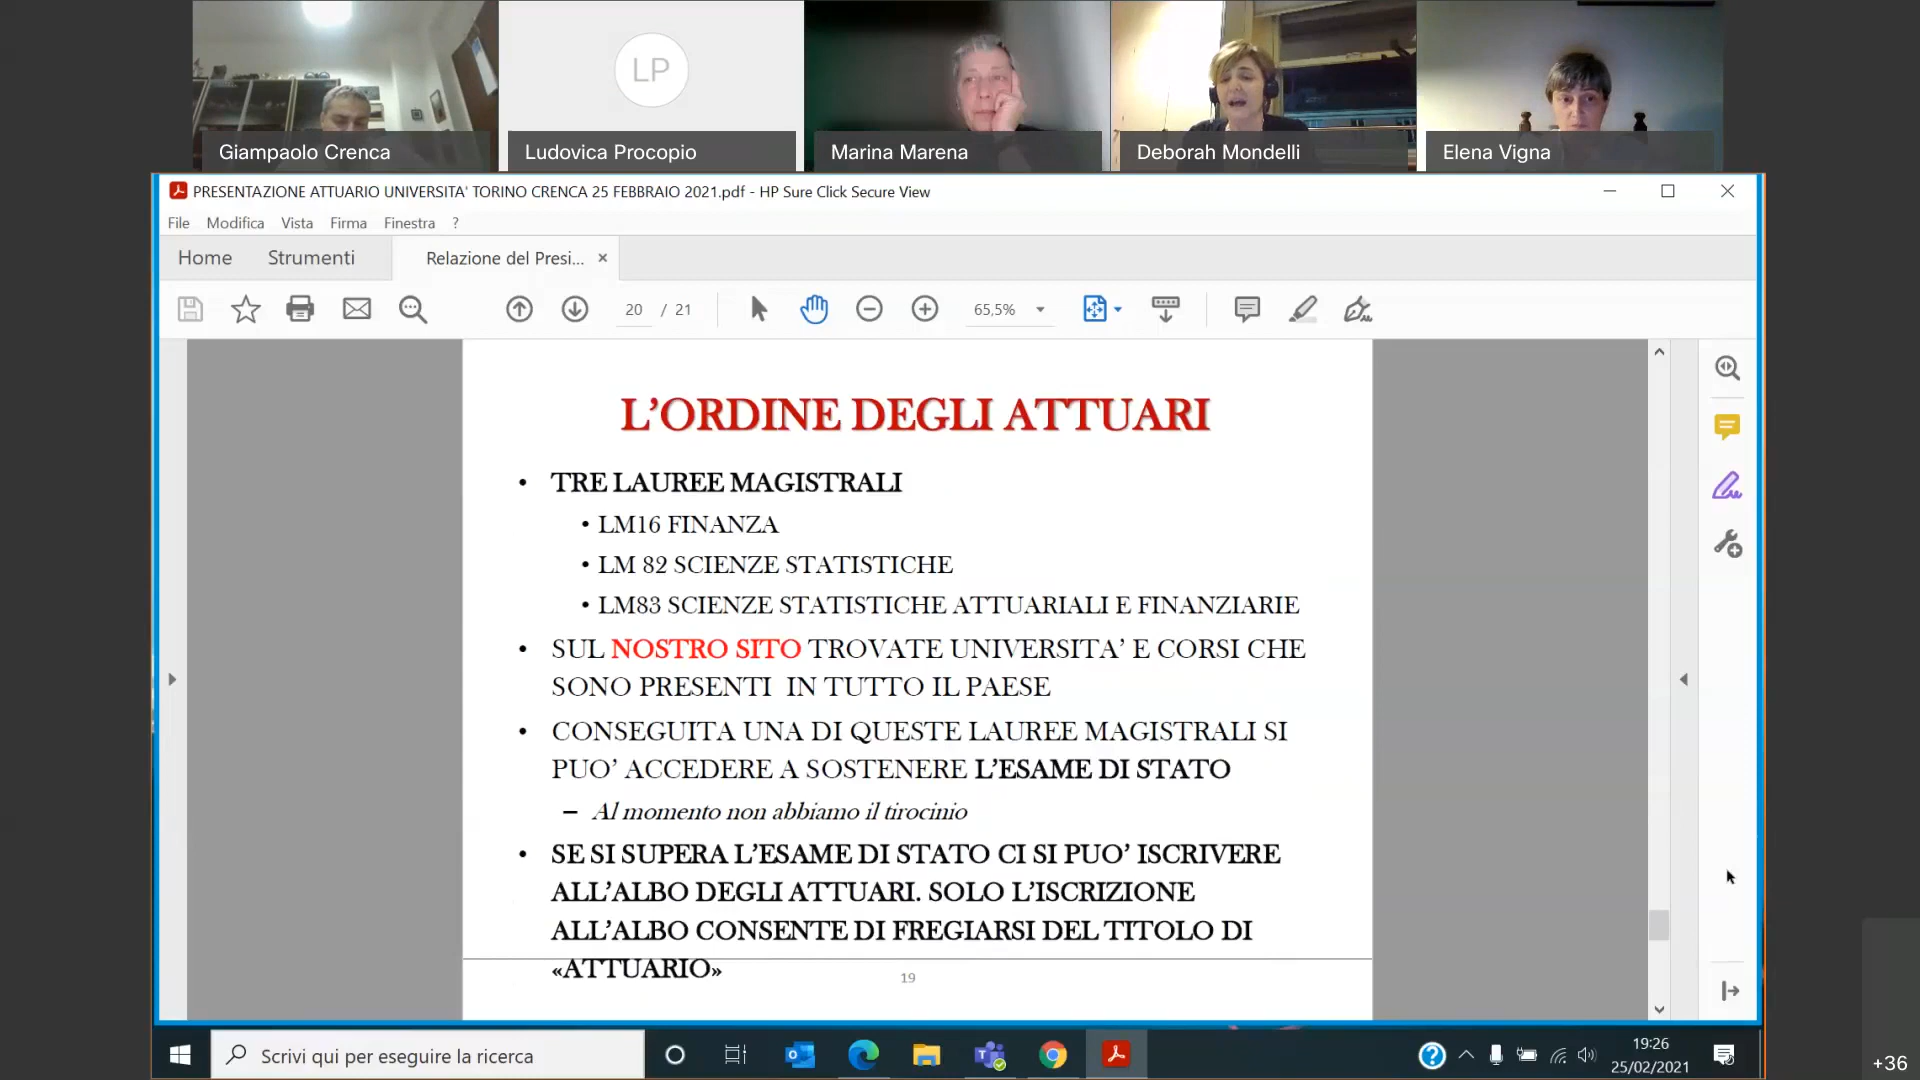 LP
Giampaolo Crenca
Ludovica Procopio
Marina Marena
Deborah Mondelli
Elena Vigna
PRESENTAZIONE ATTUARIO UNIVERSITA' TORINO CRENCA 25 FEBBRAIO 2021.pdf - HP Sure Click Secure View
File Modifica Vista Firma Finestra ?
Home Strumenti Relazione del Presi... ×
20 / 21 65,5%
L'ORDINE DEGLI ATTUARI
• TRE LAUREE MAGISTRALI
• LM16 FINANZA
• LM 82 SCIENZE STATISTICHE
• LM83 SCIENZE STATISTICHE ATTUARIALI E FINANZIARIE
• SUL NOSTRO SITO TROVATE UNIVERSITA' E CORSI CHE
SONO PRESENTI IN TUTTO IL PAESE
• CONSEGUITA UNA DI QUESTE LAUREE MAGISTRALI SI
PUO' ACCEDERE A SOSTENERE L'ESAME DI STATO
– Al momento non abbiamo il tirocinio
• SE SI SUPERA L'ESAME DI STATO CI SI PUO' ISCRIVERE
ALL'ALBO DEGLI ATTUARI. SOLO L'ISCRIZIONE
ALL'ALBO CONSENTE DI FREGIARSI DEL TITOLO DI
«ATTUARIO»
19
Scrivi qui per eseguire la ricerca
19:26
25/02/2021
+36